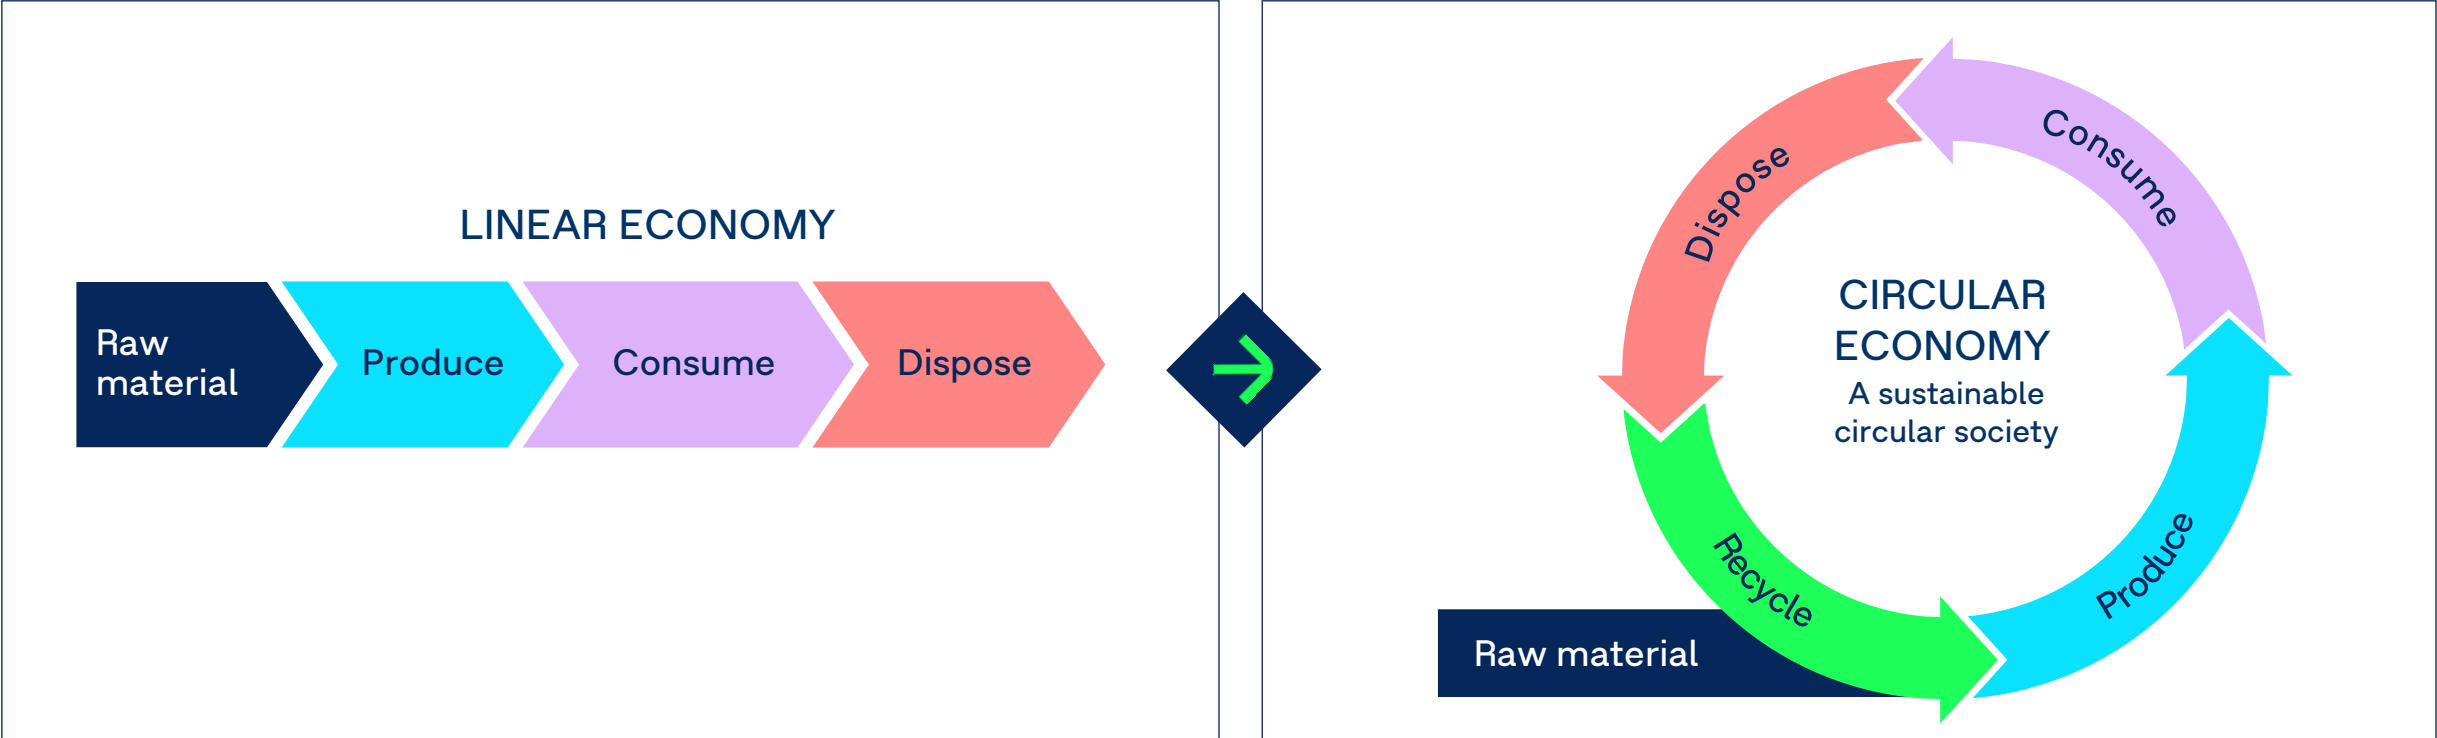 LINEAR ECONOMY
Raw
material
Produce
Consume
Dispose
CIRCULAR
ECONOMY
A sustainable
circular society
Consume
Dispose
Recycle
Produce
Raw material